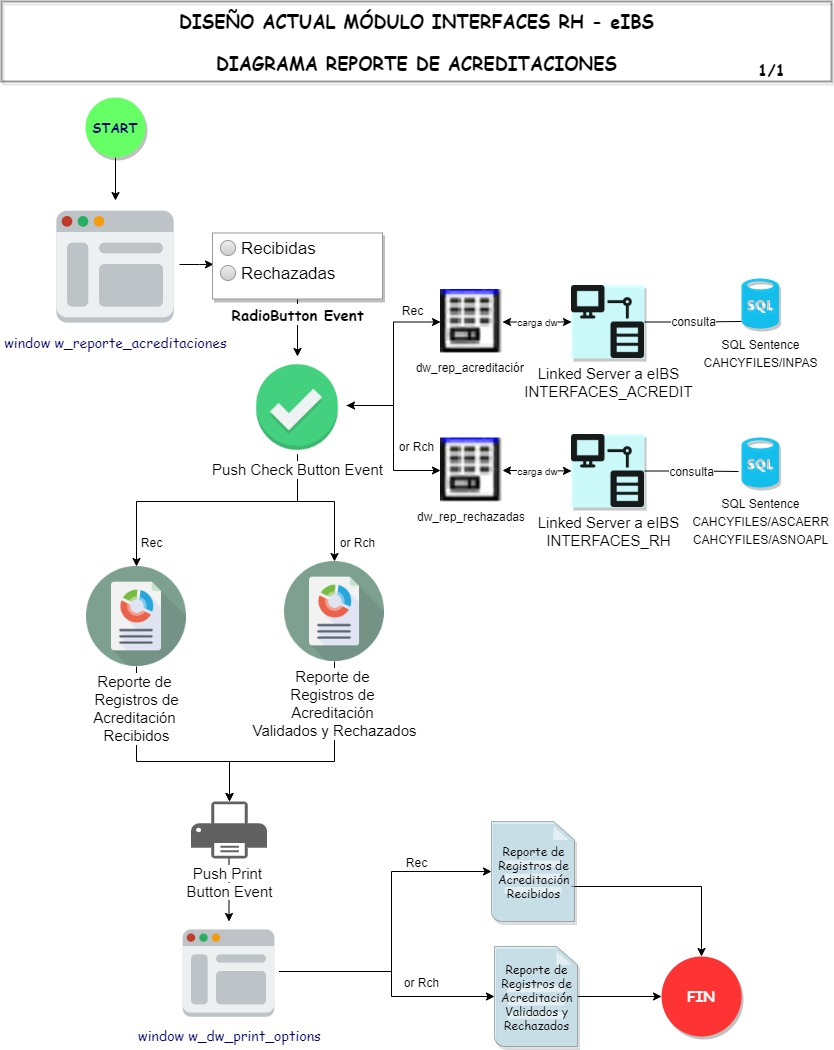 DISEÑO ACTUAL MÓDULO INTERFACES RH - eIBS
DIAGRAMA REPORTE DE ACREDITACIONES
1/1
START
Recibidas
Rechazadas
RadioButton Event
window w_reporte_acreditaciones
Rec
carga dw
consulta
SQL
dw_rep_acreditaciór
Linked Server a eIBS
INTERFACES_ACREDIT
SQL Sentence
CAHCYFILES/INPAS
or Rch
carga dw
consulta
SQL
Push Check Button Event
dw_rep_rechazadas
Linked Server a eIBS
INTERFACES_RH
SQL Sentence
CAHCYFILES/ASCAERR
CAHCYFILES/ASNOAPL
Rec
or Rch
Reporte de
Registros de
Acreditación
Recibidos
Reporte de
Registros de
Acreditación
Validados y Rechazados
Push Print
Button Event
Rec
Reporte de
Registros de
Acreditación
Recibidos
or Rch
Reporte de
Registros de
Acreditación
Validados y
Rechazados
FIN
window w_dw_print_options